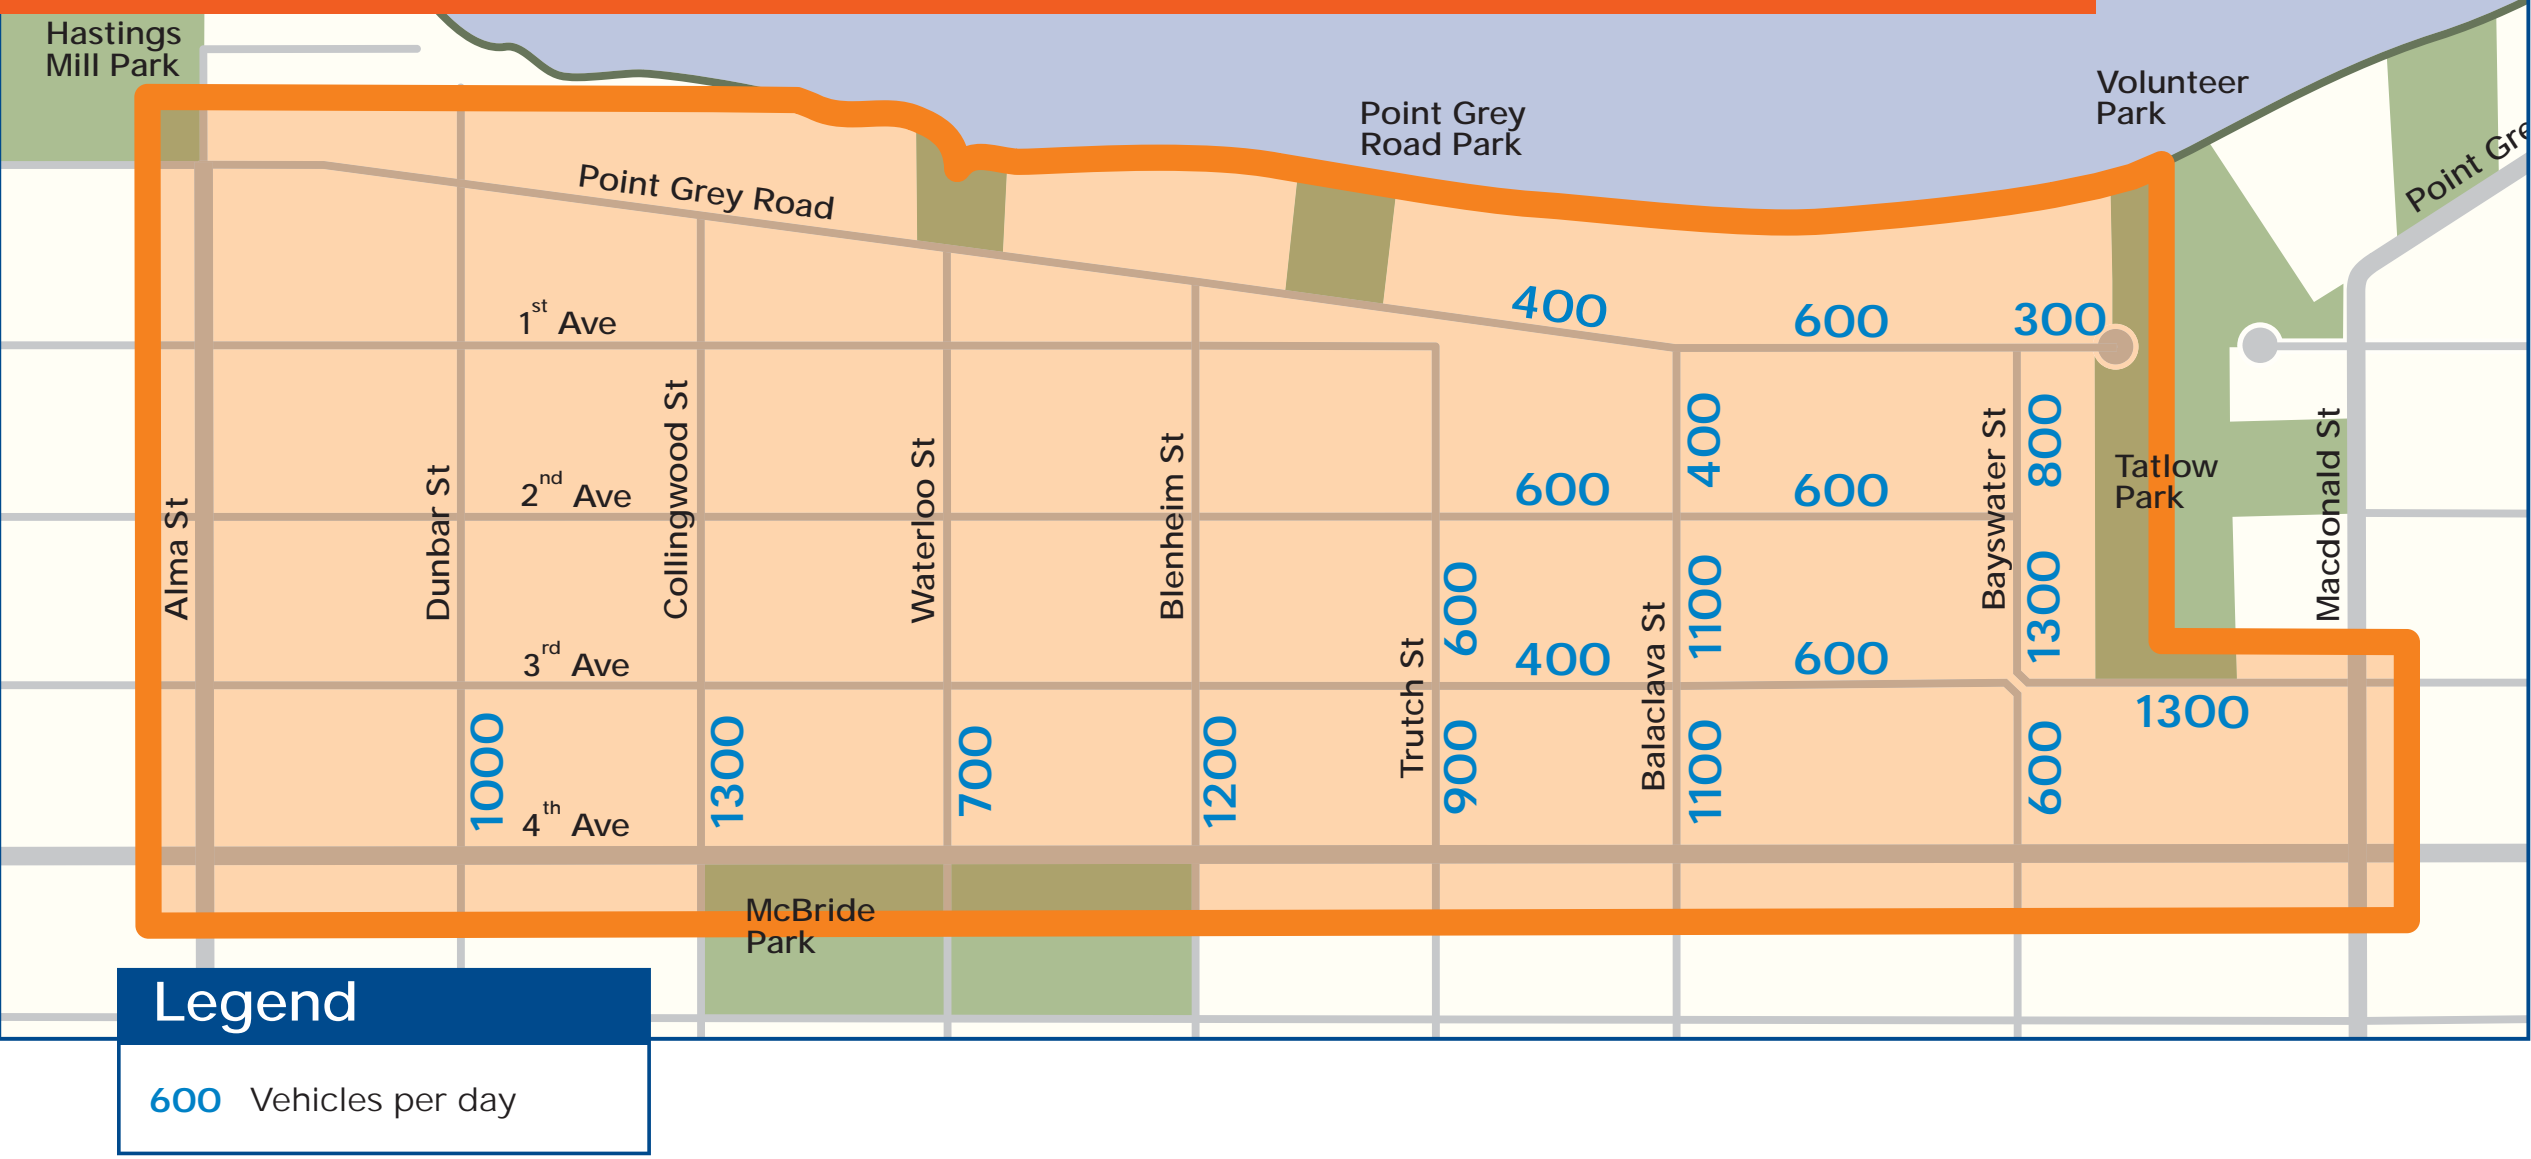 Hastings
Mill Park
Volunteer
Park
Point Grey
Road Park
Point Gre
Point Grey Road
400
600
300
1st Ave
Alma St
Dunbar St
Collingwood St
Waterloo St
Blenheim St
Trutch St
Balaclava St
Bayswater St
Macdonald St
400
800
Tatlow
Park
2nd Ave
600
600
600
1100
1300
3rd Ave
400
600
1300
1000
1300
700
1200
900
1100
600
4th Ave
McBride
Park
Legend
600 Vehicles per day